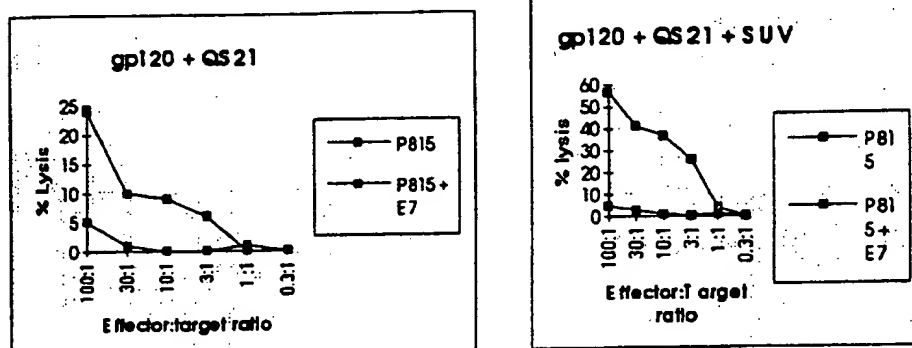 gp120 + QS21
% Lysis
25
20
15
10
5
0
100:1
30:1
10:1
3:1
1:1
0.3:1
Effector:target ratio
P815
P815+
E7
gp120 + QS21 + SUV
% lysis
60
50
40
30
20
10
0
100:1
30:1
10:1
3:1
1:1
0.3:1
Effector:Target
ratio
P81
5
P81
5+
E7